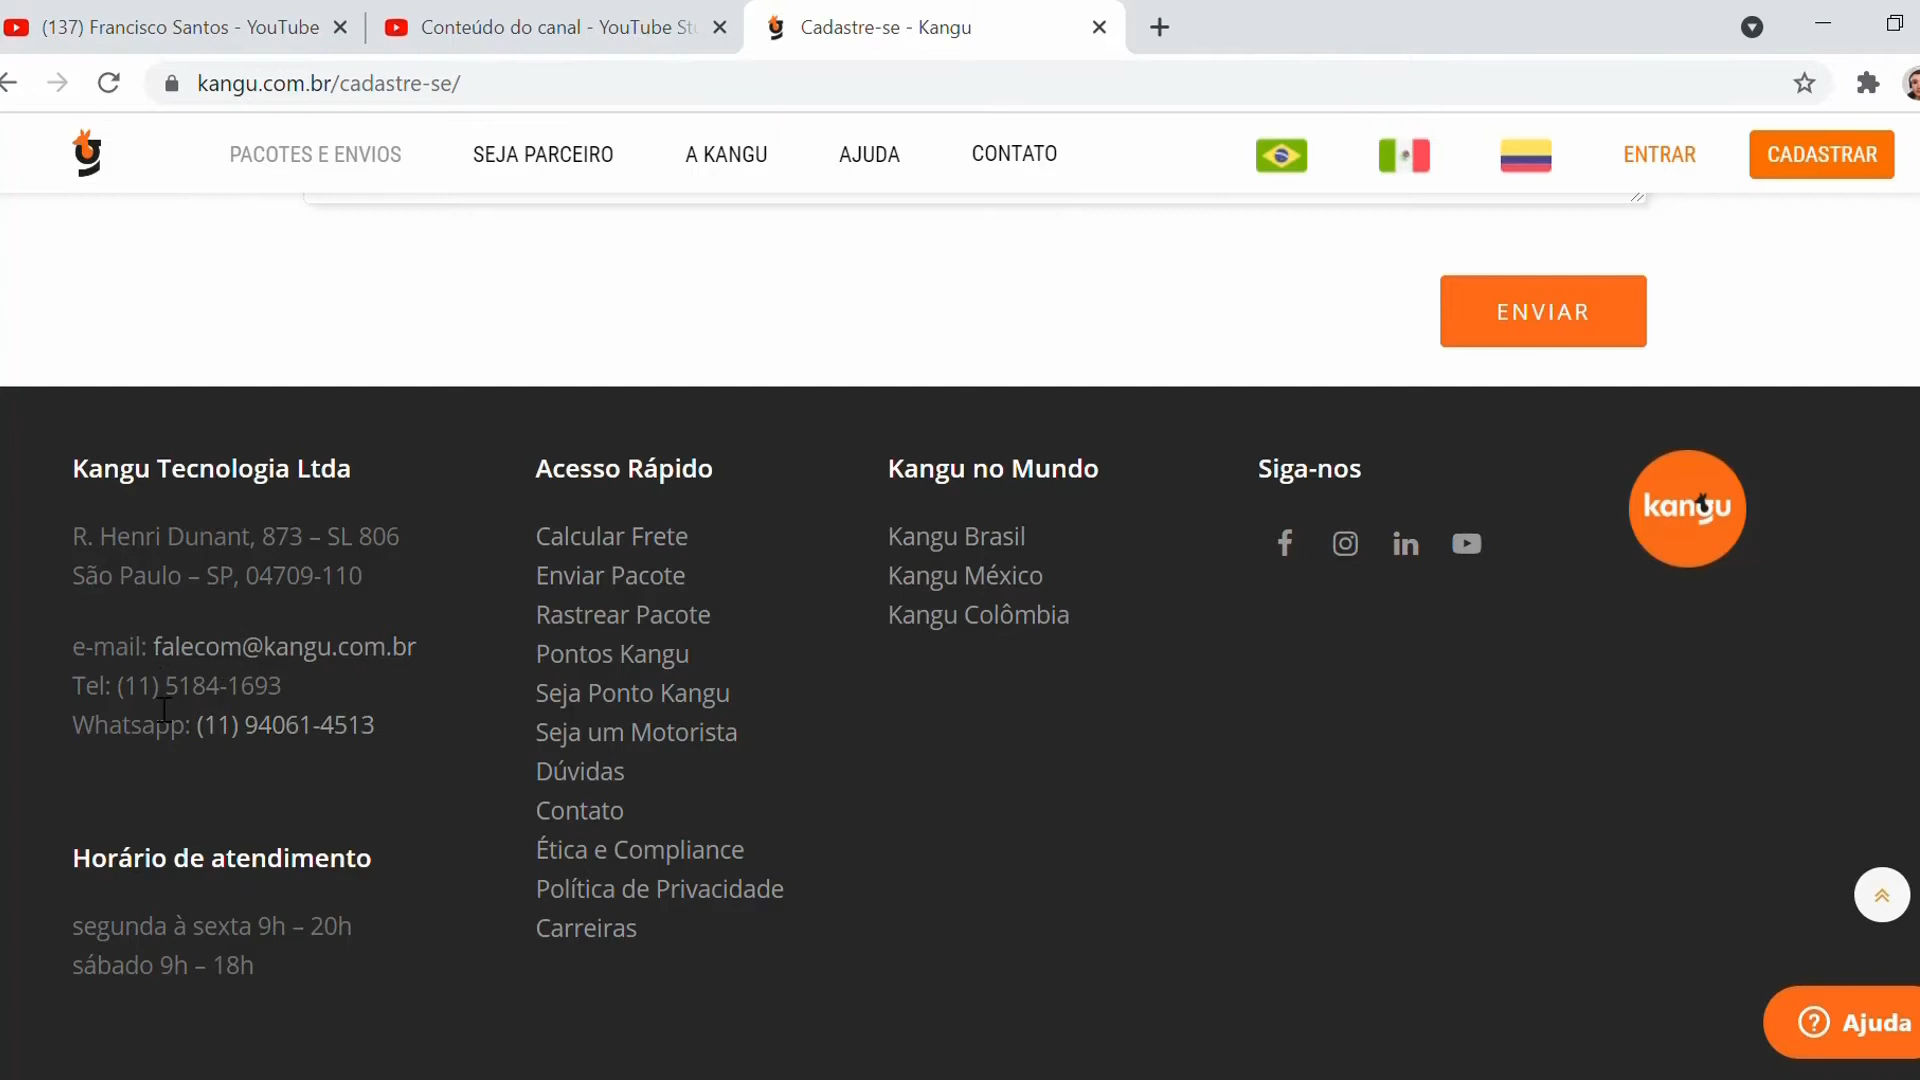 (137) Francisco Santos - YouTube
Conteúdo do canal - YouTube St
Cadastre-se - Kangu
kangu.com.br/cadastre-se/
PACOTES E ENVIOS
SEJA PARCEIRO
A KANGU
AJUDA
CONTATO
ENTRAR
CADASTRAR
ENVIAR
Kangu Tecnologia Ltda
R. Henri Dunant, 873 – SL 806
São Paulo – SP, 04709-110
e-mail: falecom@kangu.com.br
Tel: (11) 5184-1693
Whatsapp: (11) 94061-4513
Horário de atendimento
segunda à sexta 9h – 20h
sábado 9h – 18h
Acesso Rápido
Calcular Frete
Enviar Pacote
Rastrear Pacote
Pontos Kangu
Seja Ponto Kangu
Seja um Motorista
Dúvidas
Contato
Ética e Compliance
Política de Privacidade
Carreiras
Kangu no Mundo
Kangu Brasil
Kangu México
Kangu Colômbia
Siga-nos
kangu
Ajuda